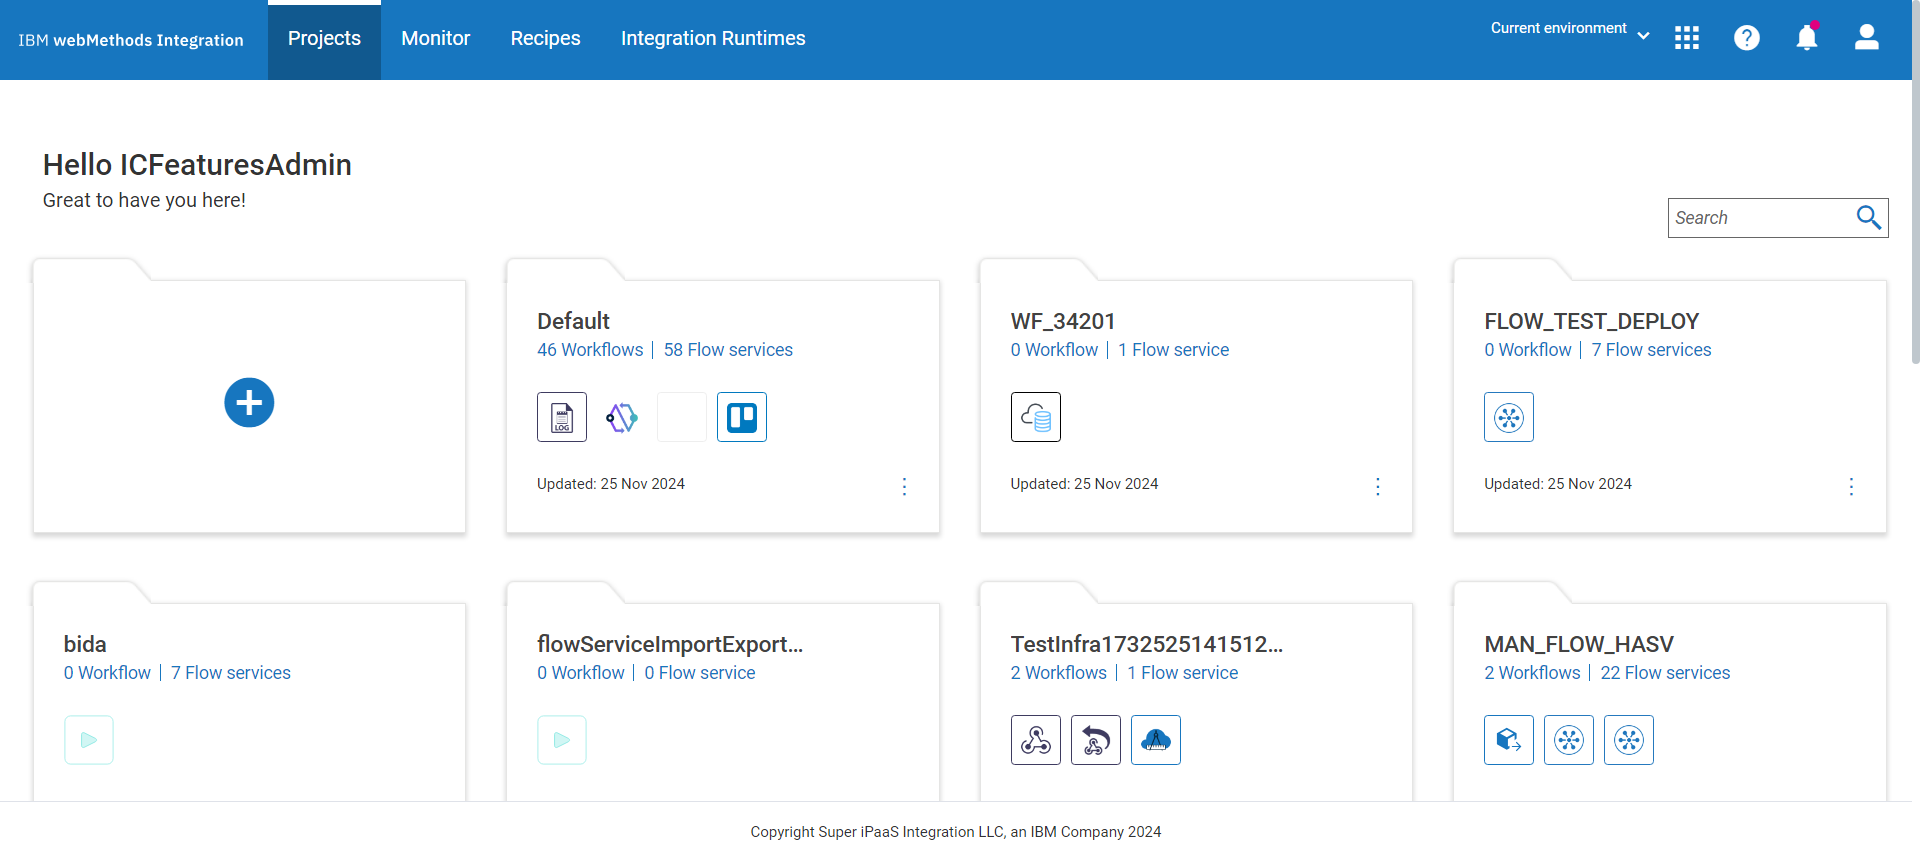 IBM webMethods Integration
Projects
Monitor
Recipes
Integration Runtimes
Current environment
Hello ICFeaturesAdmin
Great to have you here!
Search
Default
46 Workflows | 58 Flow services
LOG
Updated: 25 Nov 2024
WF_34201
0 Workflow | 1 Flow service
Updated: 25 Nov 2024
FLOW_TEST_DEPLOY
0 Workflow | 7 Flow services
Updated: 25 Nov 2024
bida
0 Workflow | 7 Flow services
flowServiceImportExport...
0 Workflow | 0 Flow service
TestInfra1732525141512...
2 Workflows | 1 Flow service
MAN_FLOW_HASV
2 Workflows | 22 Flow services
Copyright Super iPaaS Integration LLC, an IBM Company 2024